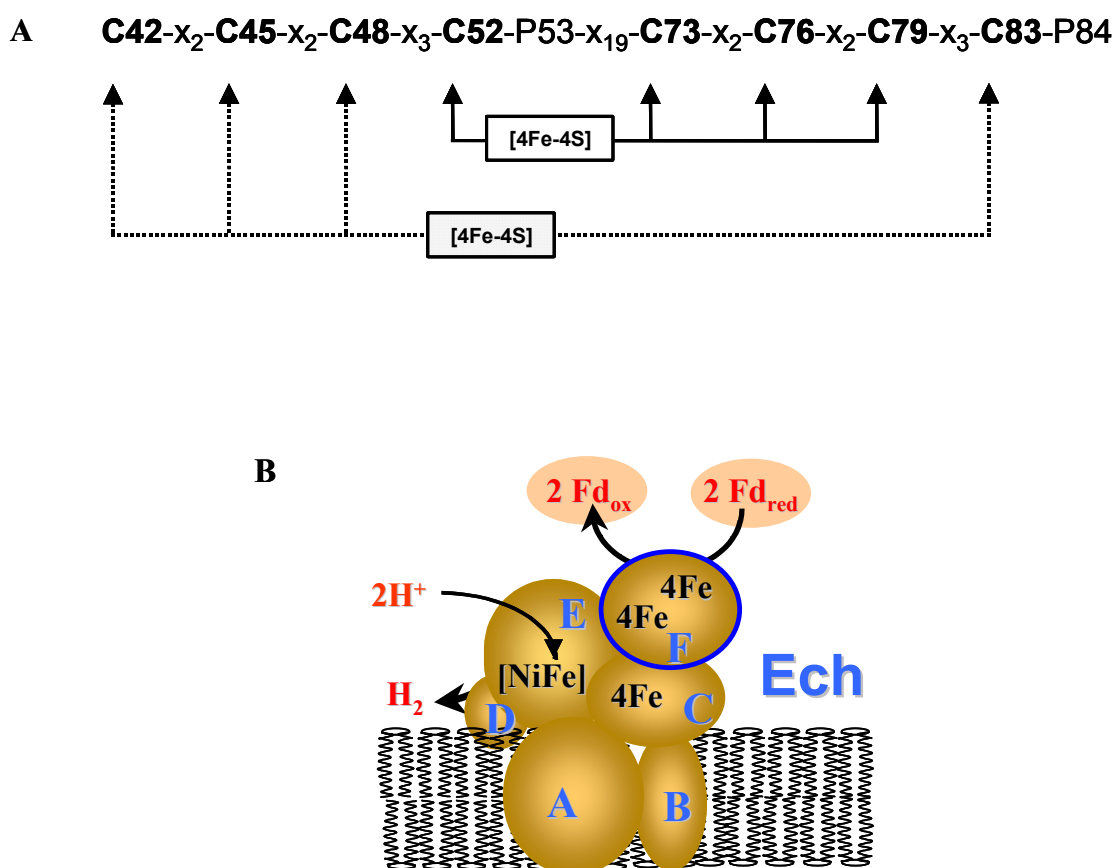 A C42-x₂-C45-x₂-C48-x₃-C52-P53-x₁₉-C73-x₂-C76-x₂-C79-x₃-C83-P84
[4Fe-4S]
[4Fe-4S]
B
2 Fdₒₓ 2 Fd_red
4Fe
2H⁺ E 4Fe
F
Ech
[NiFe] 4Fe
H₂ D C
A B